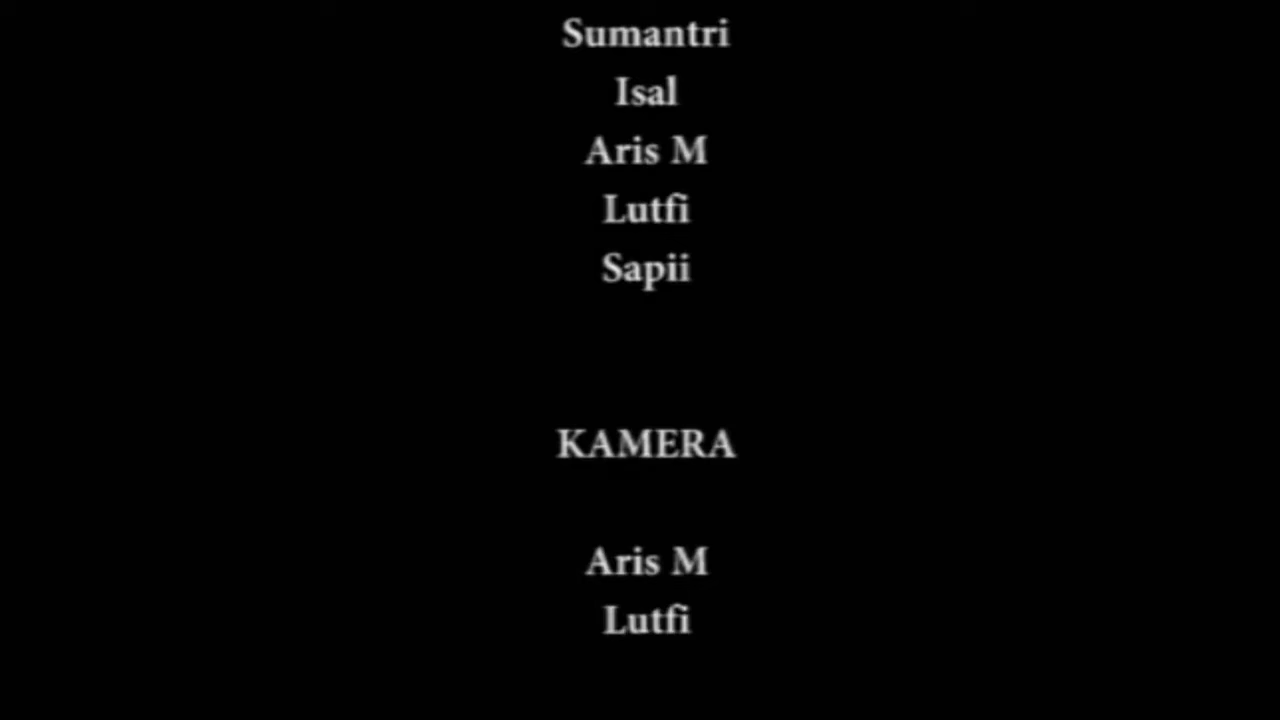 Sumantri
Isal
Aris M
Lutfi
Sapii
KAMERA
Aris M
Lutfi